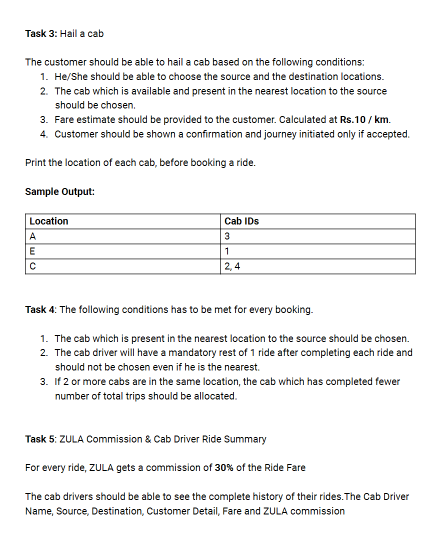 Task 3: Hail a cab
The customer should be able to hail a cab based on the following conditions:
1. He/She should be able to choose the source and the destination locations.
2. The cab which is available and present in the nearest location to the source
should be chosen.
3. Fare estimate should be provided to the customer. Calculated at Rs.10 / km.
4. Customer should be shown a confirmation and journey initiated only if accepted.
Print the location of each cab, before booking a ride.
Sample Output:
Location Cab IDs
A 3
E 1
C 2, 4
Task 4: The following conditions has to be met for every booking.
1. The cab which is present in the nearest location to the source should be chosen.
2. The cab driver will have a mandatory rest of 1 ride after completing each ride and
should not be chosen even if he is the nearest.
3. If 2 or more cabs are in the same location, the cab which has completed fewer
number of total trips should be allocated.
Task 5: ZULA Commission & Cab Driver Ride Summary
For every ride, ZULA gets a commission of 30% of the Ride Fare
The cab drivers should be able to see the complete history of their rides.The Cab Driver
Name, Source, Destination, Customer Detail, Fare and ZULA commission